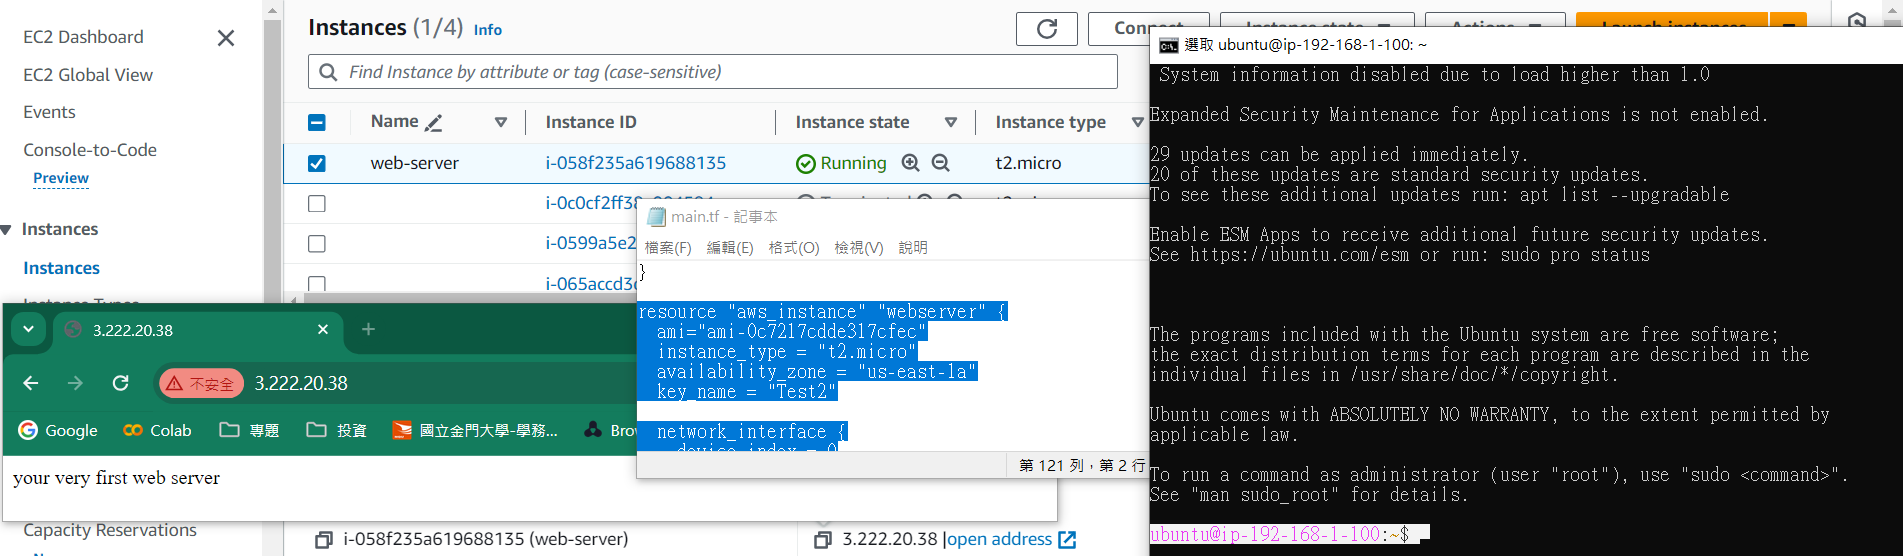 EC2 Dashboard
EC2 Global View
Events
Console-to-Code
Preview
Instances
Instances
Capacity Reservations
Instances (1/4) Info
Find Instance by attribute or tag (case-sensitive)
Name Instance ID Instance state Instance type
web-server i-058f235a619688135 Running t2.micro
i-0599a5e2
i-065accd3c
i-058f235a619688135 (web-server) 3.222.20.38 |open address
3.222.20.38
不安全 3.222.20.38
Google Colab 專題 投資 國立金門大學-學務... Brow
your very first web server
main.tf - 記事本
檔案(F) 編輯(E) 格式(O) 檢視(V) 說明
}
resource "aws_instance" "webserver" {
ami="ami-0c7217cdde317cfec"
instance_type = "t2.micro"
availability_zone = "us-east-1a"
key_name = "Test2"
network_interface {
device_index = 0
第 121 列，第 2 行
選取 ubuntu@ip-192-168-1-100: ~
System information disabled due to load higher than 1.0
Expanded Security Maintenance for Applications is not enabled.
29 updates can be applied immediately.
20 of these updates are standard security updates.
To see these additional updates run: apt list --upgradable
Enable ESM Apps to receive additional future security updates.
See https://ubuntu.com/esm or run: sudo pro status
The programs included with the Ubuntu system are free software;
the exact distribution terms for each program are described in the
individual files in /usr/share/doc/*/copyright.
Ubuntu comes with ABSOLUTELY NO WARRANTY, to the extent permitted by
applicable law.
To run a command as administrator (user "root"), use "sudo <command>".
See "man sudo_root" for details.
ubuntu@ip-192-168-1-100:~$